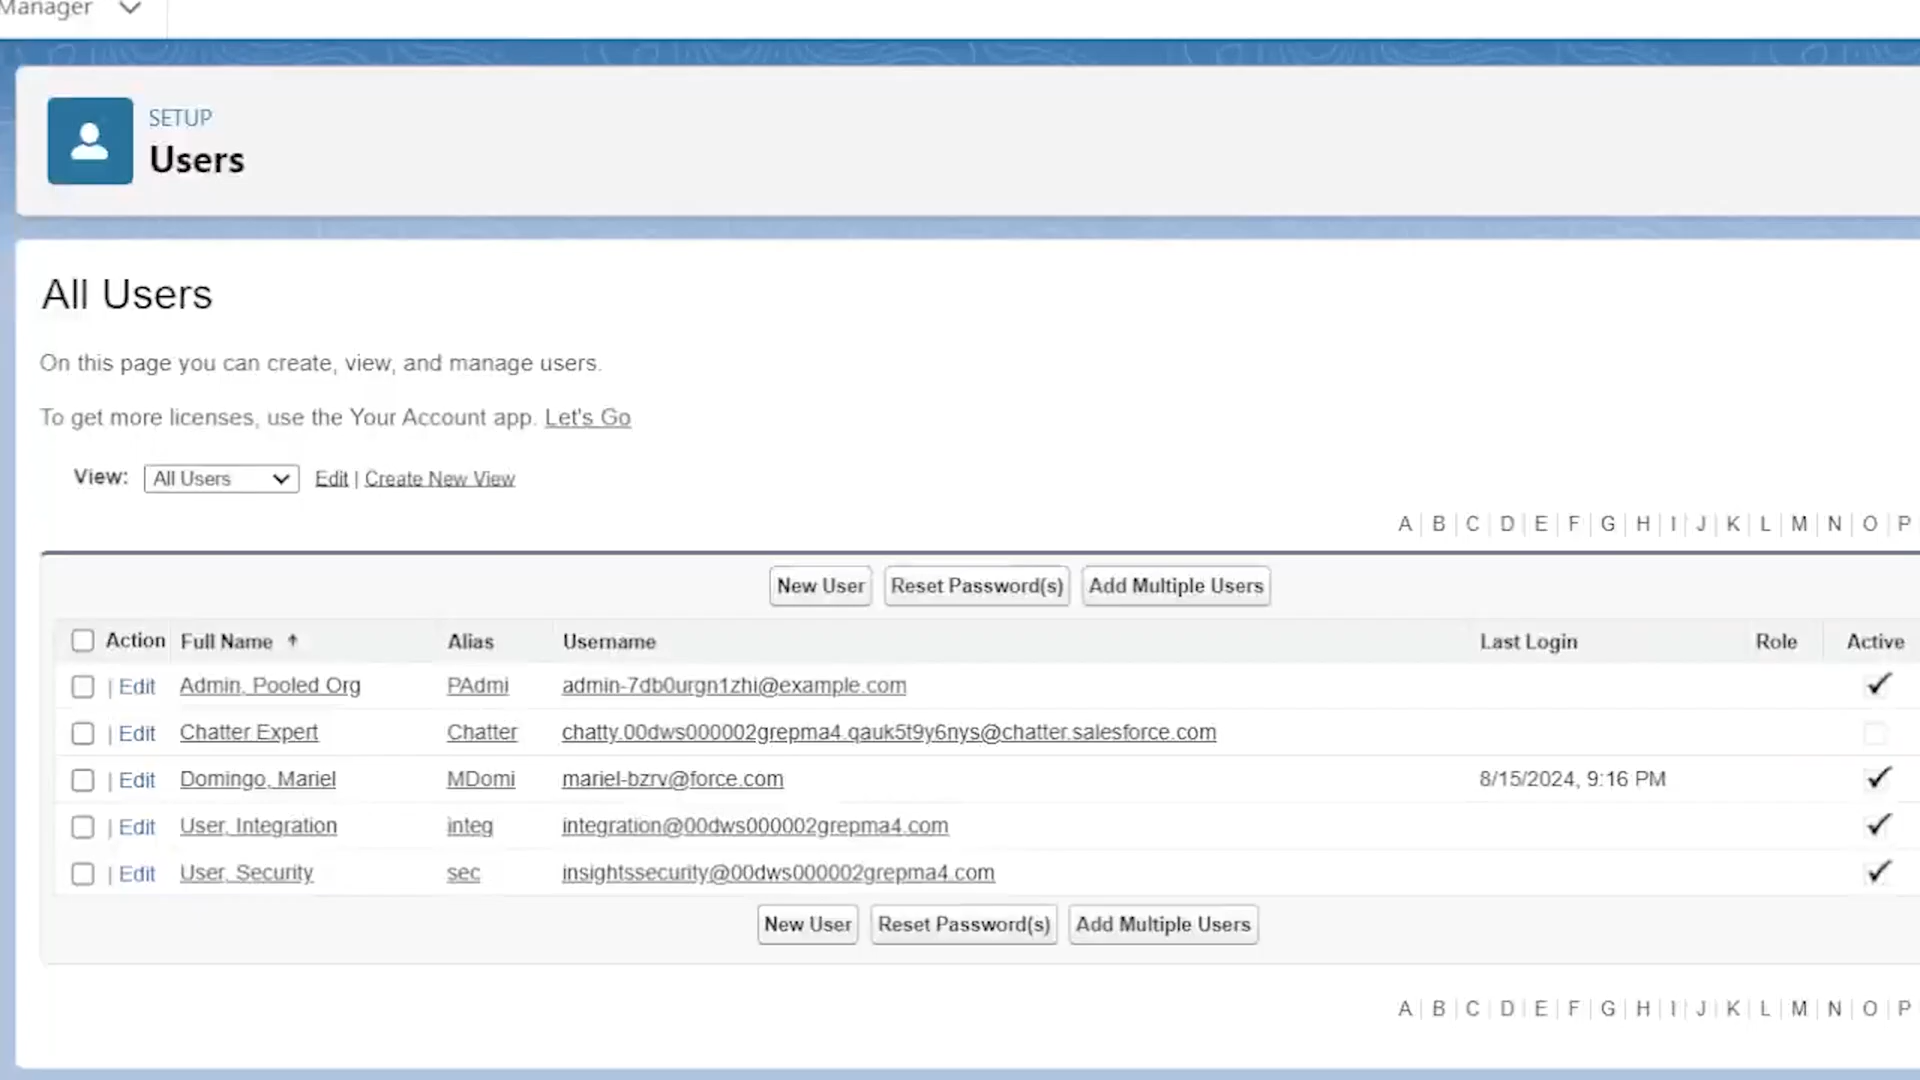 Manager
SETUP
Users
All Users
On this page you can create, view, and manage users.
To get more licenses, use the Your Account app. Let's Go
View: All Users Edit | Create New View
A | B | C | D | E | F | G | H | I | J | K | L | M | N | O | P
New User Reset Password(s) Add Multiple Users
Action Full Name ↑ Alias Username Last Login Role Active
| Edit Admin, Pooled Org PAdmi admin-7db0urgn1zhi@example.com
| Edit Chatter Expert Chatter chatty.00dws000002grepma4.qauk5t9y6nys@chatter.salesforce.com
| Edit Domingo, Mariel MDomi mariel-bzrv@force.com 8/15/2024, 9:16 PM
| Edit User, Integration integ integration@00dws000002grepma4.com
| Edit User, Security sec insightssecurity@00dws000002grepma4.com
New User Reset Password(s) Add Multiple Users
A | B | C | D | E | F | G | H | I | J | K | L | M | N | O | P